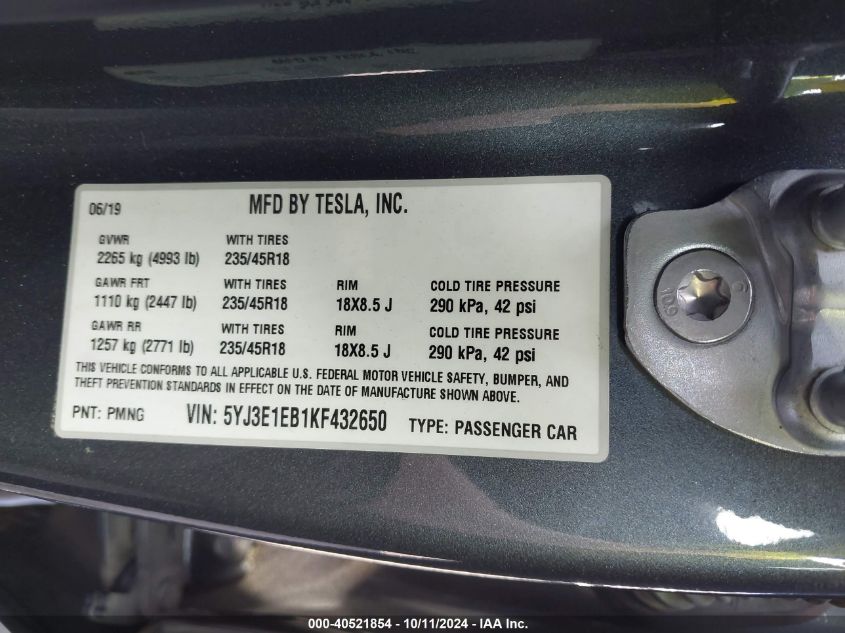 MFD BY TESLA, INC.
06/19 MFD BY TESLA, INC.
GVWR WITH TIRES
2265 kg (4993 lb) 235/45R18
GAWR FRT WITH TIRES RIM COLD TIRE PRESSURE
1110 kg (2447 lb) 235/45R18 18X8.5 J 290 kPa, 42 psi
GAWR RR WITH TIRES RIM COLD TIRE PRESSURE
1257 kg (2771 lb) 235/45R18 18X8.5 J 290 kPa, 42 psi
THIS VEHICLE CONFORMS TO ALL APPLICABLE U.S. FEDERAL MOTOR VEHICLE SAFETY, BUMPER, AND
THEFT PREVENTION STANDARDS IN EFFECT ON THE DATE OF MANUFACTURE SHOWN ABOVE.
PNT: PMNG VIN: 5YJ3E1EB1KF432650 TYPE: PASSENGER CAR
10.9
000-40521854 - 10/11/2024 - IAA Inc.